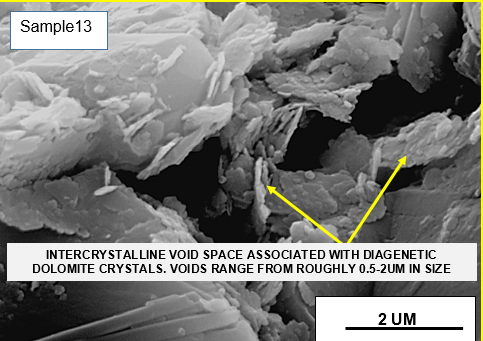 Sample13
INTERCRYSTALLINE VOID SPACE ASSOCIATED WITH DIAGENETIC
DOLOMITE CRYSTALS. VOIDS RANGE FROM ROUGHLY 0.5-2UM IN SIZE
2 UM